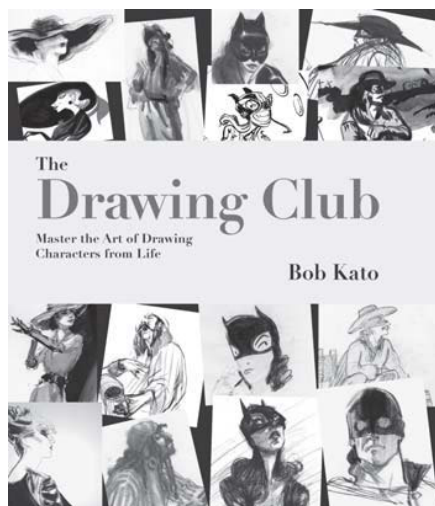 The
Drawing Club
Master the Art of Drawing
Characters from Life
Bob Kato